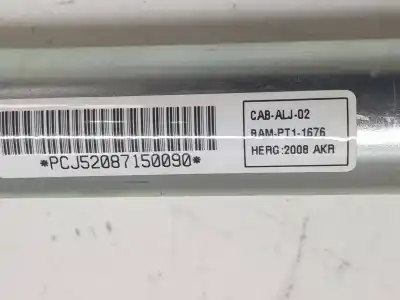 CAB-ALJ-02
BAM-PT1-1676
HERG:2008 AKR
*PCJ52087150090*